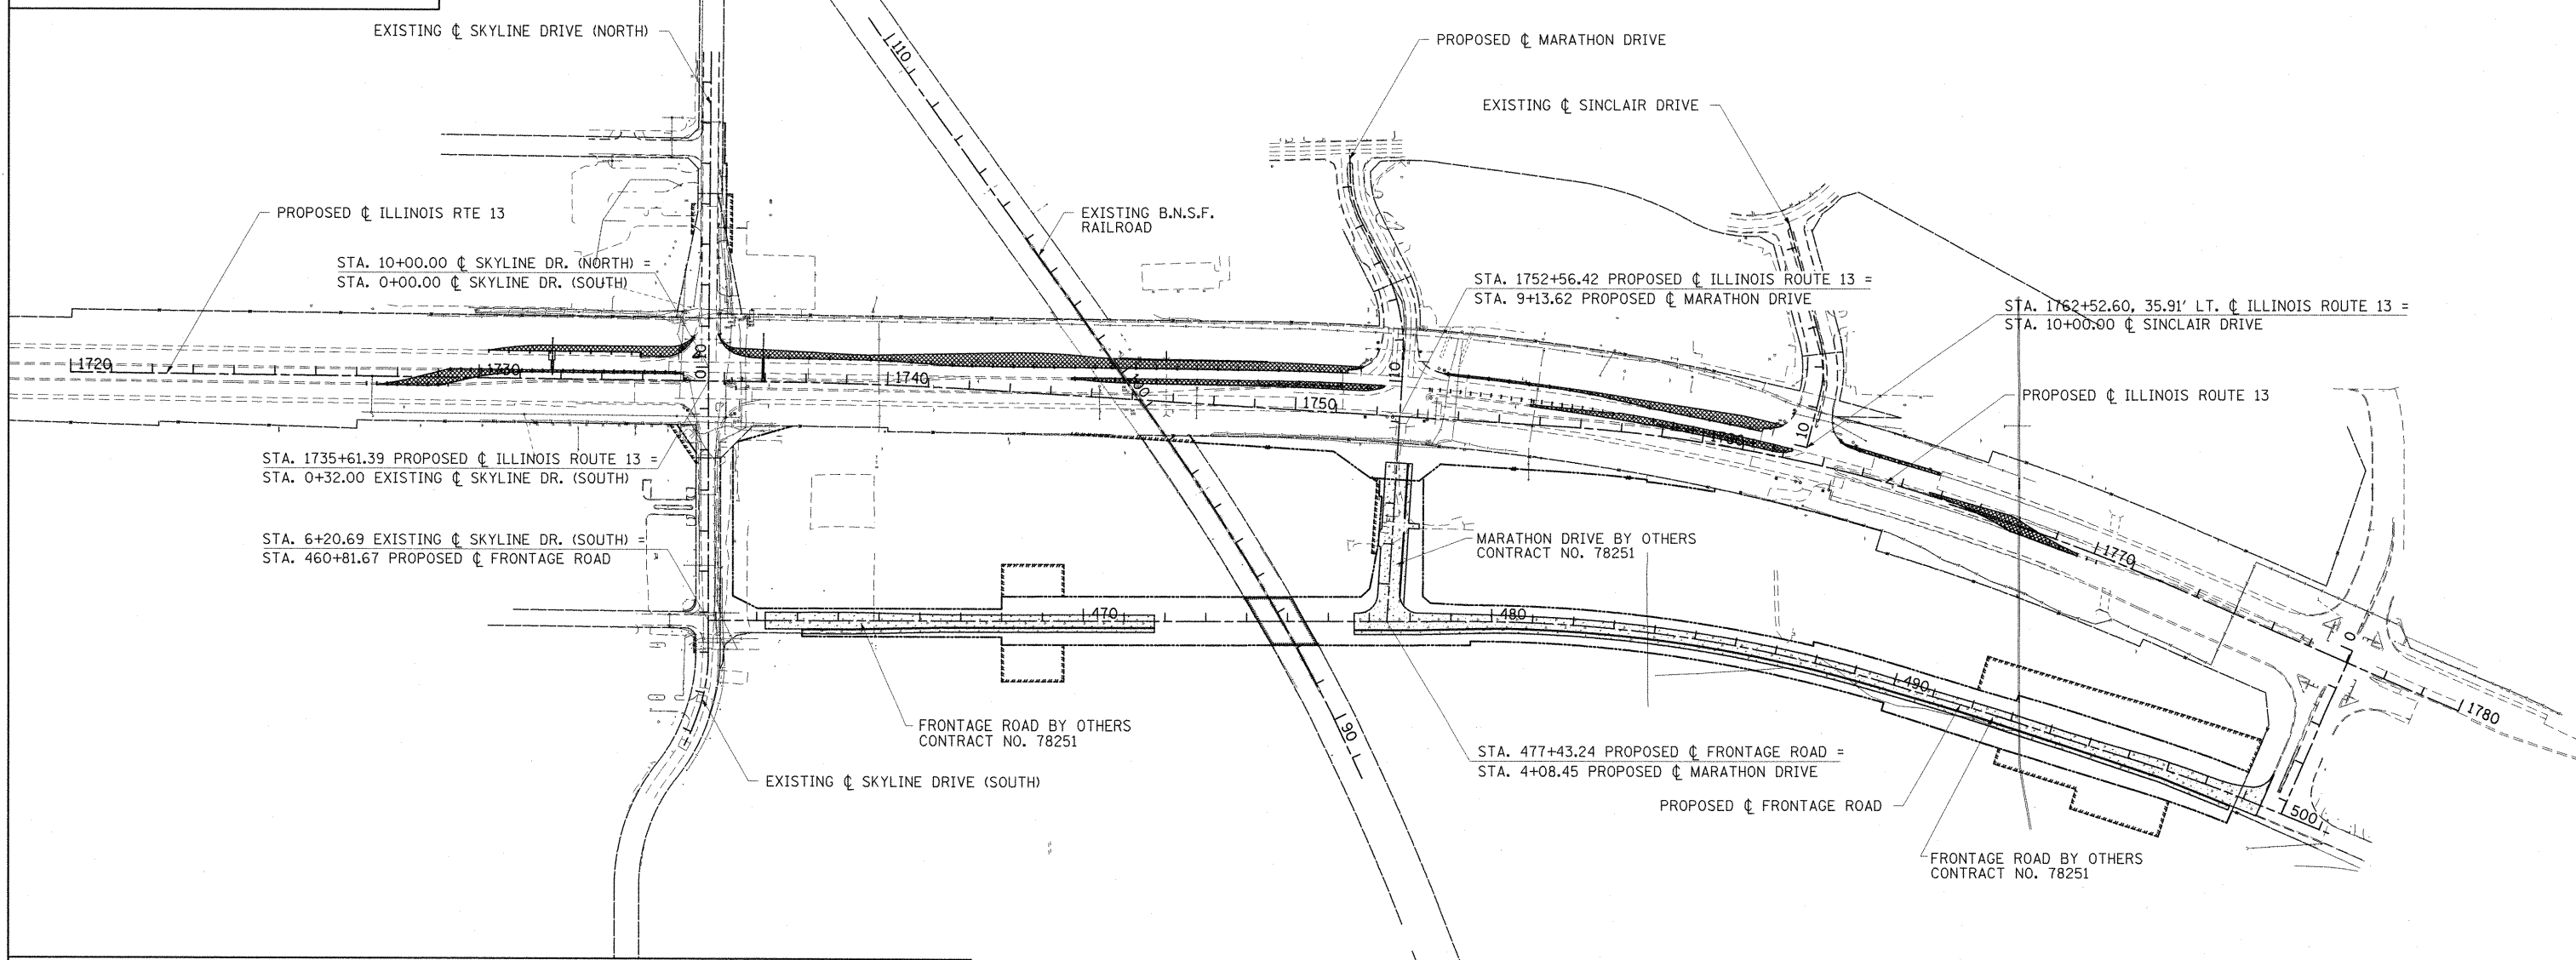 EXISTING ℄ SKYLINE DRIVE (NORTH)
110
PROPOSED ℄ MARATHON DRIVE
EXISTING ℄ SINCLAIR DRIVE
PROPOSED ℄ ILLINOIS RTE 13
EXISTING B.N.S.F.
RAILROAD
STA. 10+00.00 ℄ SKYLINE DR. (NORTH) =
STA. 0+00.00 ℄ SKYLINE DR. (SOUTH)
STA. 1752+56.42 PROPOSED ℄ ILLINOIS ROUTE 13 =
STA. 9+13.62 PROPOSED ℄ MARATHON DRIVE
STA. 1762+52.60, 35.91' LT. ℄ ILLINOIS ROUTE 13 =
STA. 10+00.00 ℄ SINCLAIR DRIVE
1720
1730
10
0
1740
100
1750
10
1760
10
PROPOSED ℄ ILLINOIS ROUTE 13
STA. 1735+61.39 PROPOSED ℄ ILLINOIS ROUTE 13 =
STA. 0+32.00 EXISTING ℄ SKYLINE DR. (SOUTH)
STA. 6+20.69 EXISTING ℄ SKYLINE DR. (SOUTH) =
STA. 460+81.67 PROPOSED ℄ FRONTAGE ROAD
MARATHON DRIVE BY OTHERS
CONTRACT NO. 78251
1770
470
480
0
490
1780
90
FRONTAGE ROAD BY OTHERS
CONTRACT NO. 78251
STA. 477+43.24 PROPOSED ℄ FRONTAGE ROAD =
STA. 4+08.45 PROPOSED ℄ MARATHON DRIVE
EXISTING ℄ SKYLINE DRIVE (SOUTH)
PROPOSED ℄ FRONTAGE ROAD
500
FRONTAGE ROAD BY OTHERS
CONTRACT NO. 78251